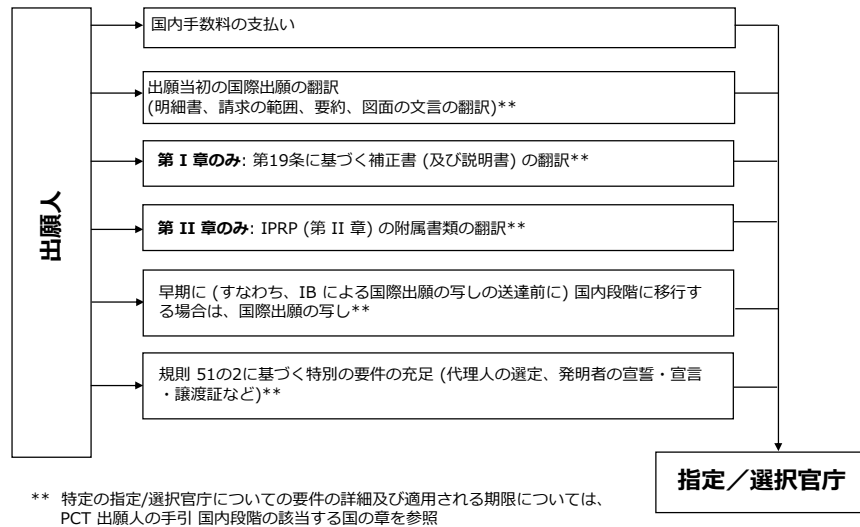 出願人
国内手数料の支払い
出願当初の国際出願の翻訳
(明細書、請求の範囲、要約、図面の文言の翻訳)**
第 I 章のみ: 第19条に基づく補正書 (及び説明書) の翻訳**
第 II 章のみ: IPRP (第 II 章) の附属書類の翻訳**
早期に (すなわち、IB による国際出願の写しの送達前に) 国内段階に移行す
る場合は、国際出願の写し**
規則 51の2に基づく特別の要件の充足 (代理人の選定、発明者の宣誓・宣言
・譲渡証など)**
指定／選択官庁
** 特定の指定/選択官庁についての要件の詳細及び適用される期限については、
PCT 出願人の手引 国内段階の該当する国の章を参照